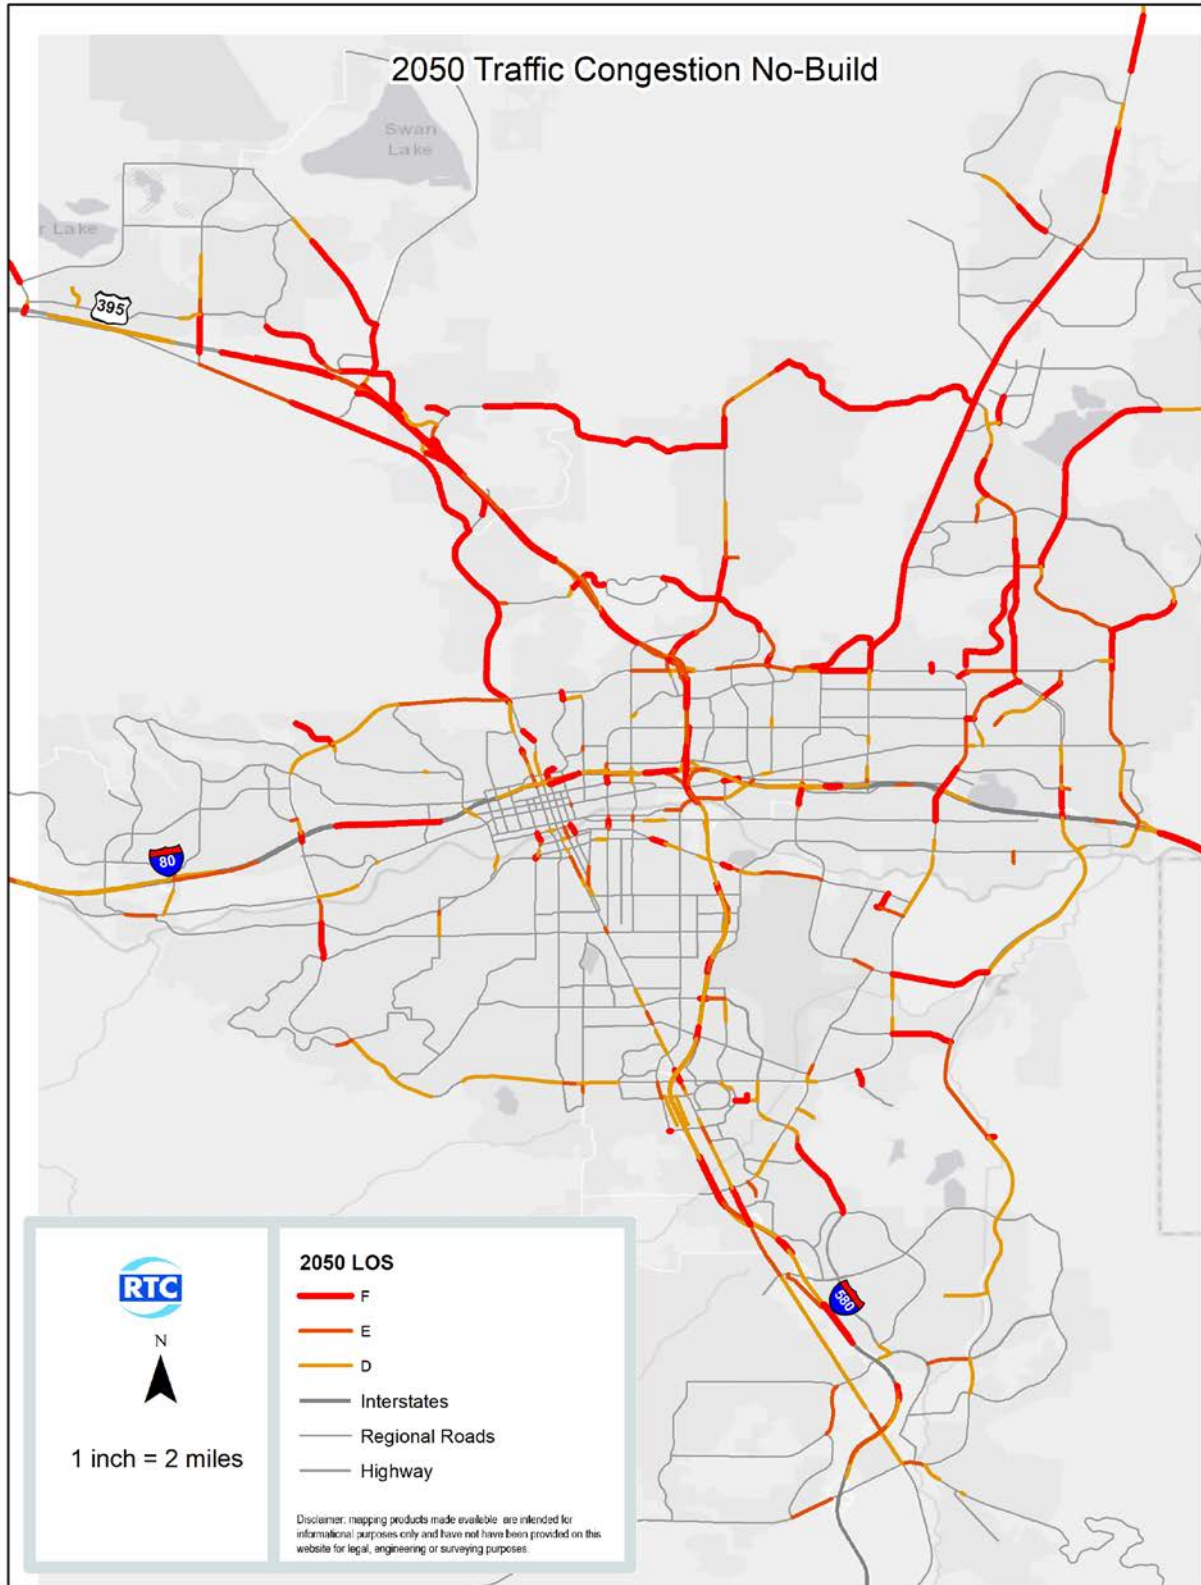 2050 Traffic Congestion No-Build
Swan
Lake
r Lake
395
80
580
RTC
N
1 inch = 2 miles
2050 LOS
F
E
D
Interstates
Regional Roads
Highway
Disclaimer: mapping products made available are intended for
informational purposes only and have not have been provided on this
website for legal, engineering or surveying purposes.